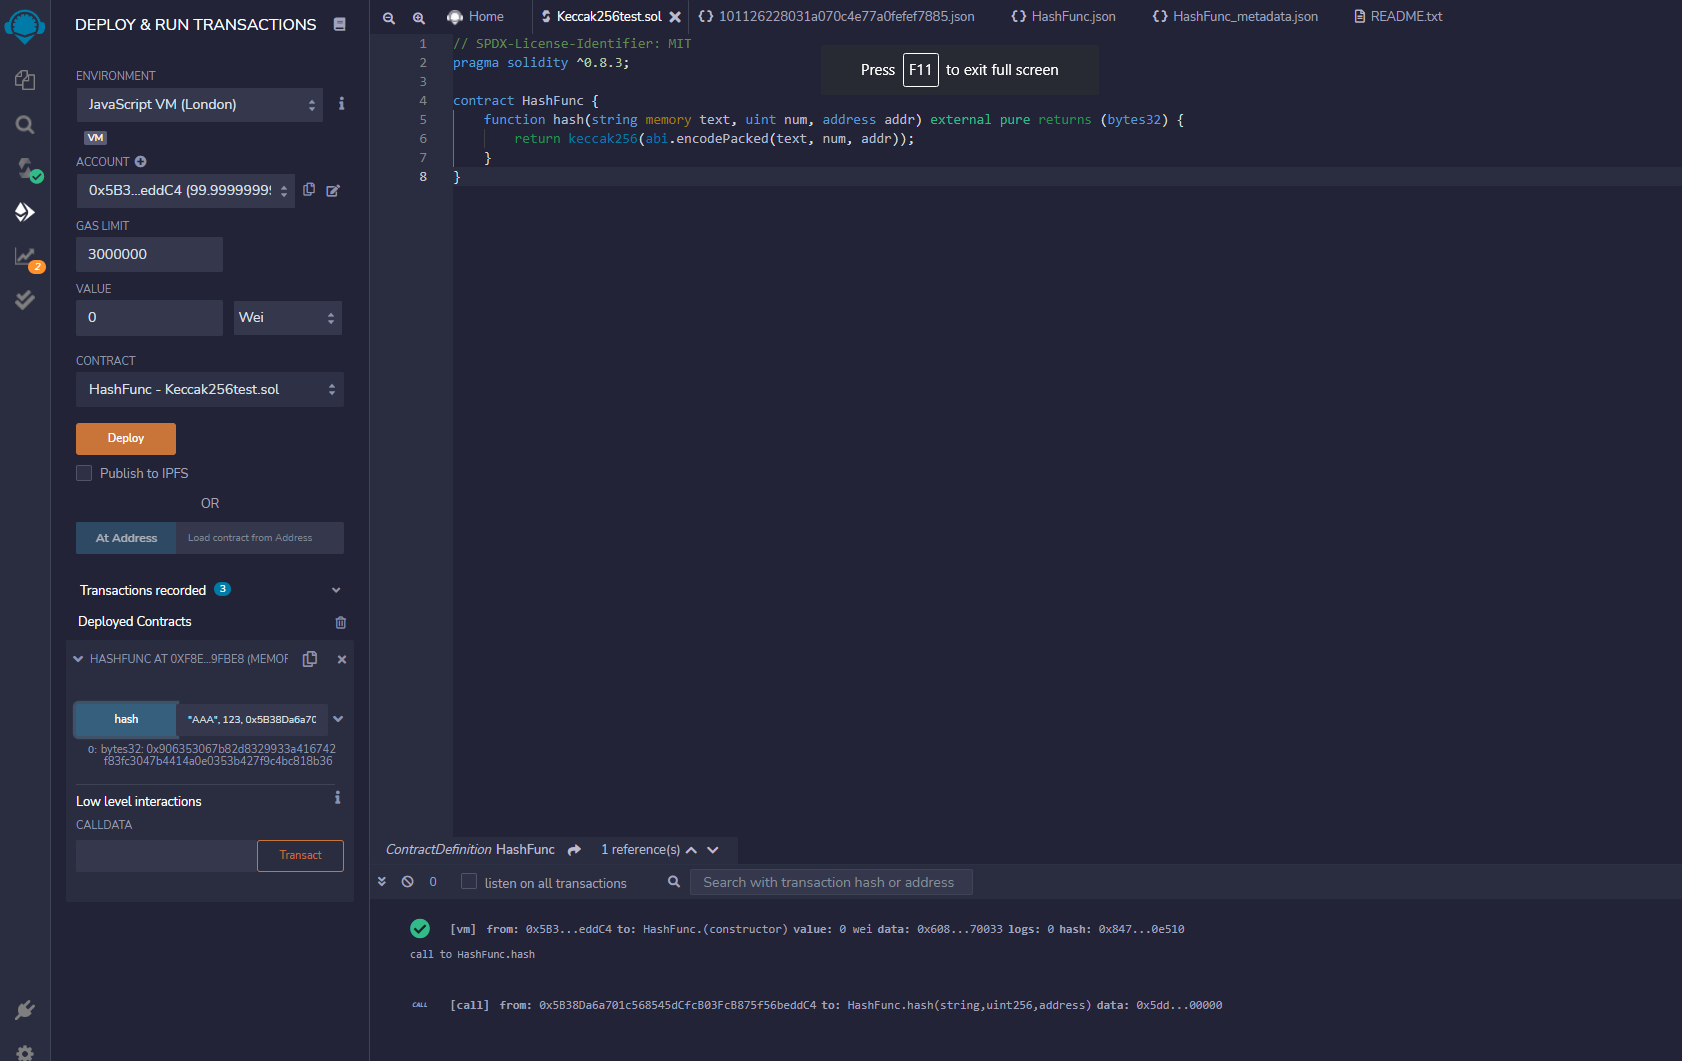 DEPLOY & RUN TRANSACTIONS
ENVIRONMENT
JavaScript VM (London)
VM
ACCOUNT
0x5B3...eddC4 (99.99999999
GAS LIMIT
3000000
VALUE
0
Wei
CONTRACT
HashFunc - Keccak256test.sol
Deploy
Publish to IPFS
OR
At Address
Load contract from Address
Transactions recorded 3
Deployed Contracts
HASHFUNC AT 0XF8E...9FBE8 (MEMOR
hash
"AAA", 123, 0x5B38Da6a70
0: bytes32: 0x906353067b82d8329933a416742
f83fc3047b4414a0e0353b427f9c4bc818b36
Low level interactions
CALLDATA
Transact
2
Home
Keccak256test.sol
{} 101126228031a070c4e77a0fefef7885.json
{} HashFunc.json
{} HashFunc_metadata.json
README.txt
Press F11 to exit full screen
1 // SPDX-License-Identifier: MIT
2 pragma solidity ^0.8.3;
3
4 contract HashFunc {
5 function hash(string memory text, uint num, address addr) external pure returns (bytes32) {
6 return keccak256(abi.encodePacked(text, num, addr));
7 }
8 }
ContractDefinition HashFunc 1 reference(s)
0 listen on all transactions
Search with transaction hash or address
[vm] from: 0x5B3...eddC4 to: HashFunc.(constructor) value: 0 wei data: 0x608...70033 logs: 0 hash: 0x847...0e510
call to HashFunc.hash
CALL [call] from: 0x5B38Da6a701c568545dCfcB03FcB875f56beddC4 to: HashFunc.hash(string,uint256,address) data: 0x5dd...00000